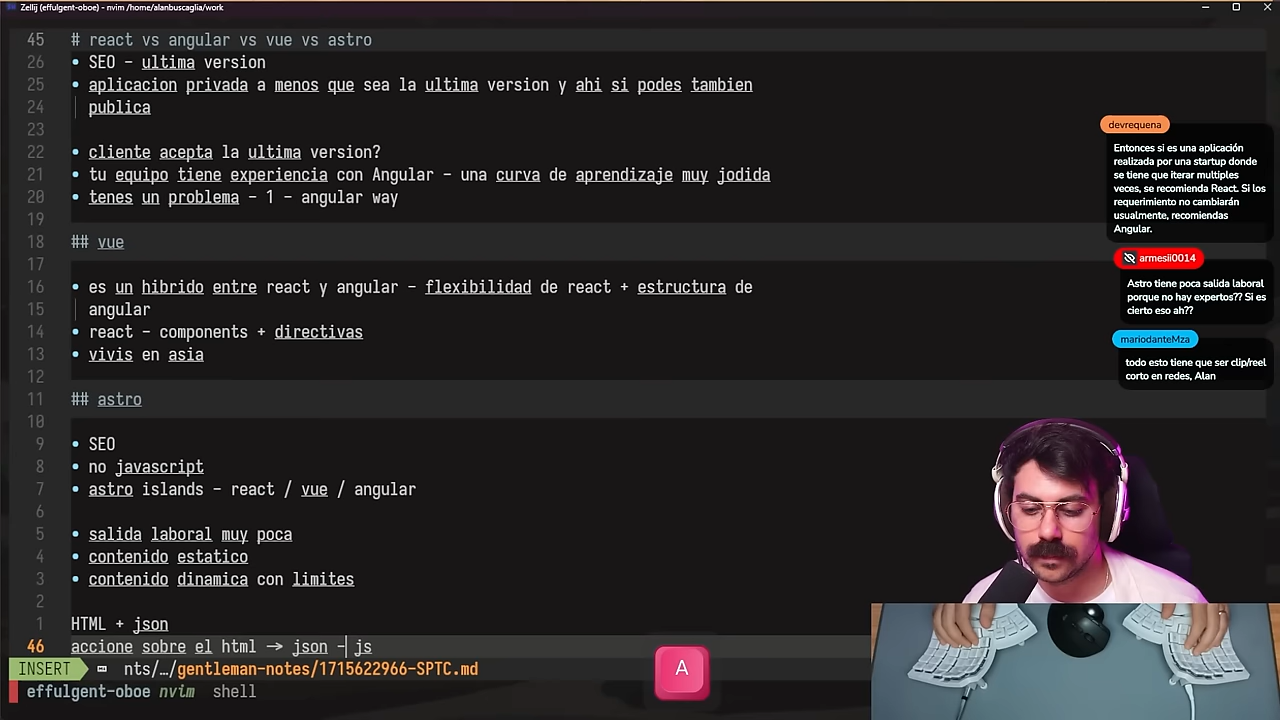 Zellij (effulgent-oboe) - nvim /home/alanbuscaglia/work
45 # react vs angular vs vue vs astro
26 • SEO - ultima version
25 • aplicacion privada a menos que sea la ultima version y ahi si podes tambien
24 publica
23
22 • cliente acepta la ultima version?
21 • tu equipo tiene experiencia con Angular - una curva de aprendizaje muy jodida
20 • tenes un problema - 1 - angular way
19
18 ## vue
17
16 • es un hibrido entre react y angular - flexibilidad de react + estructura de
15 angular
14 • react - components + directivas
13 • vivis en asia
12
11 ## astro
10
9 • SEO
8 • no javascript
7 • astro islands - react / vue / angular
6
5 • salida laboral muy poca
4 • contenido estatico
3 • contenido dinamica con limites
2
1 HTML + json
46 accione sobre el html -> json - js
INSERT nts/…/gentleman-notes/1715622966-SPTC.md
effulgent-oboe nvim shell
devrequena
Entonces si es una aplicación
realizada por una startup donde
se tiene que iterar multiples
veces, se recomienda React. Si los
requerimiento no cambiarán
usualmente, recomiendas
Angular.
armesii0014
Astro tiene poca salida laboral
porque no hay expertos?? Si es
cierto eso ah??
mariodanteMza
todo esto tiene que ser clip/reel
corto en redes, Alan
A